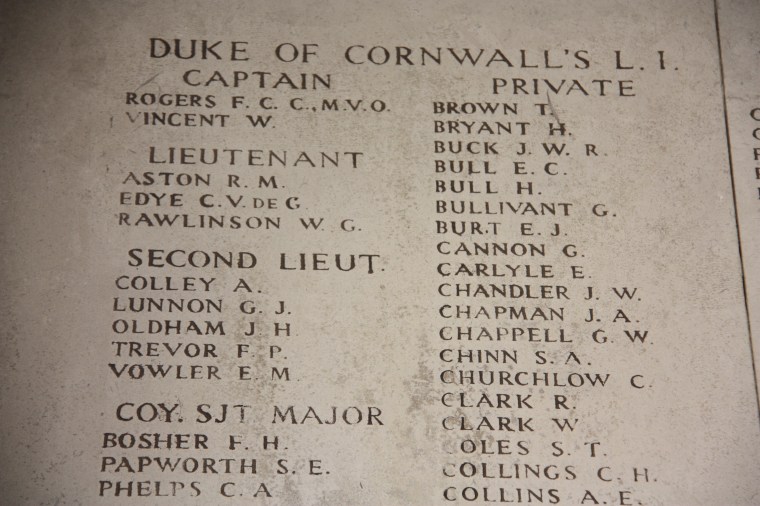 DUKE OF CORNWALL'S L. I.
CAPTAIN
ROGERS F. C. C., M.V.O.
VINCENT W.
LIEUTENANT
ASTON R. M.
EDYE C. V. DE G.
RAWLINSON W. G.
SECOND LIEUT.
COLLEY A.
LUNNON G. J.
OLDHAM J. H.
TREVOR F. P.
VOWLER E. M.
COY. SJT MAJOR
BOSHER F. H.
PAPWORTH S. E.
PHELPS C. A.
PRIVATE
BROWN T.
BRYANT H.
BUCK J. W. R.
BULL E. C.
BULL H.
BULLIVANT G.
BURT E. J.
CANNON G.
CARLYLE E.
CHANDLER J. W.
CHAPMAN J. A.
CHAPPELL G. W.
CHINN S. A.
CHURCHLOW C.
CLARK R.
CLARK W.
COLES S. T.
COLLINGS C. H.
COLLINS A. E.